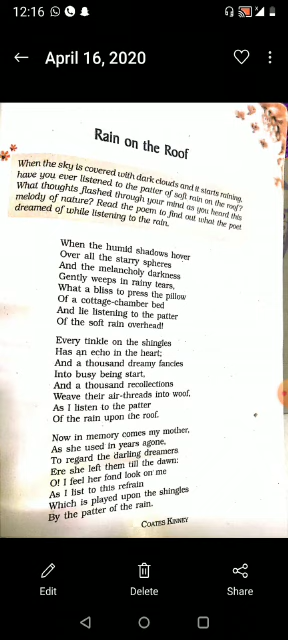 12:16
April 16, 2020
Rain on the Roof
When the sky is covered with dark clouds and it starts raining,
have you ever listened to the patter of soft rain on the roof?
What thoughts flashed through your mind as you heard this
melody of nature? Read the poem to find out what the poet
dreamed of while listening to the rain.
When the humid shadows hover
Over all the starry spheres
And the melancholy darkness
Gently weeps in rainy tears,
What a bliss to press the pillow
Of a cottage-chamber bed
And lie listening to the patter
Of the soft rain overhead!
Every tinkle on the shingles
Has an echo in the heart;
And a thousand dreamy fancies
Into busy being start,
And a thousand recollections
Weave their air-threads into woof,
As I listen to the patter
Of the rain upon the roof.
Now in memory comes my mother,
As she used in years agone,
To regard the darling dreamers
Ere she left them till the dawn:
O! I feel her fond look on me
As I list to this refrain
Which is played upon the shingles
By the patter of the rain.
COATES KINNEY
Edit
Delete
Share